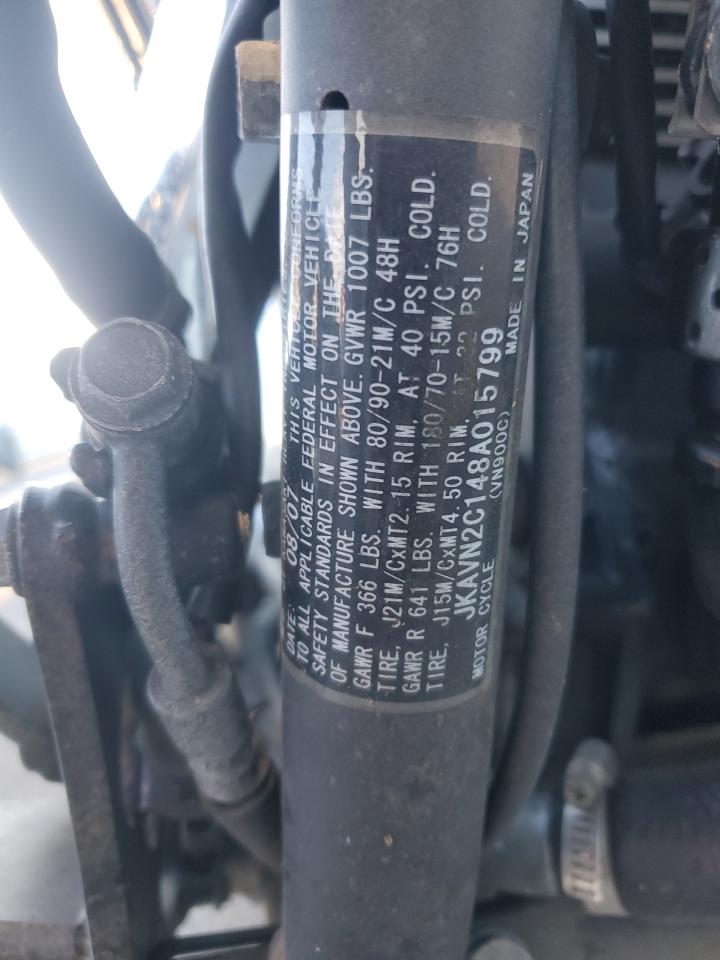 DATE: 08/07 THIS VEHICLE CONFORMS
TO ALL APPLICABLE FEDERAL MOTOR VEHICLE
SAFETY STANDARDS IN EFFECT ON THE DATE
OF MANUFACTURE SHOWN ABOVE. GVWR 1007 LBS.
GAWR F 366 LBS. WITH 80/90-21M/C 48H
TIRE, J21M/CxMT2.15 RIM, AT 40 PSI. COLD.
GAWR R 641 LBS. WITH 180/70-15M/C 76H
TIRE, J15M/CxMT4.50 RIM, AT 32 PSI. COLD.
JKAVN2C148A015799
MOTOR CYCLE (VN900C) MADE IN JAPAN